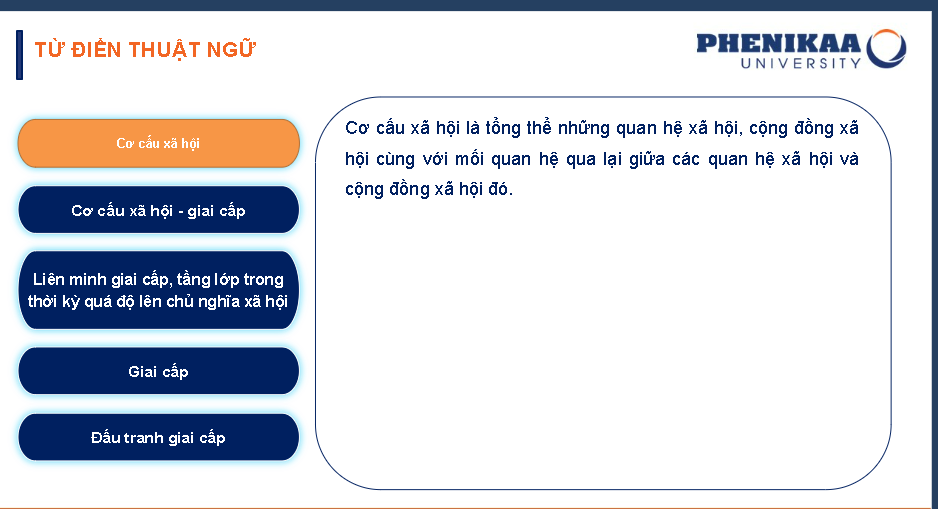 TỪ ĐIỂN THUẬT NGỮ
PHENIKAA
UNIVERSITY
Cơ cấu xã hội
Cơ cấu xã hội - giai cấp
Liên minh giai cấp, tầng lớp trong
thời kỳ quá độ lên chủ nghĩa xã hội
Giai cấp
Đấu tranh giai cấp
Cơ cấu xã hội là tổng thể những quan hệ xã hội, cộng đồng xã
hội cùng với mối quan hệ qua lại giữa các quan hệ xã hội và
cộng đồng xã hội đó.